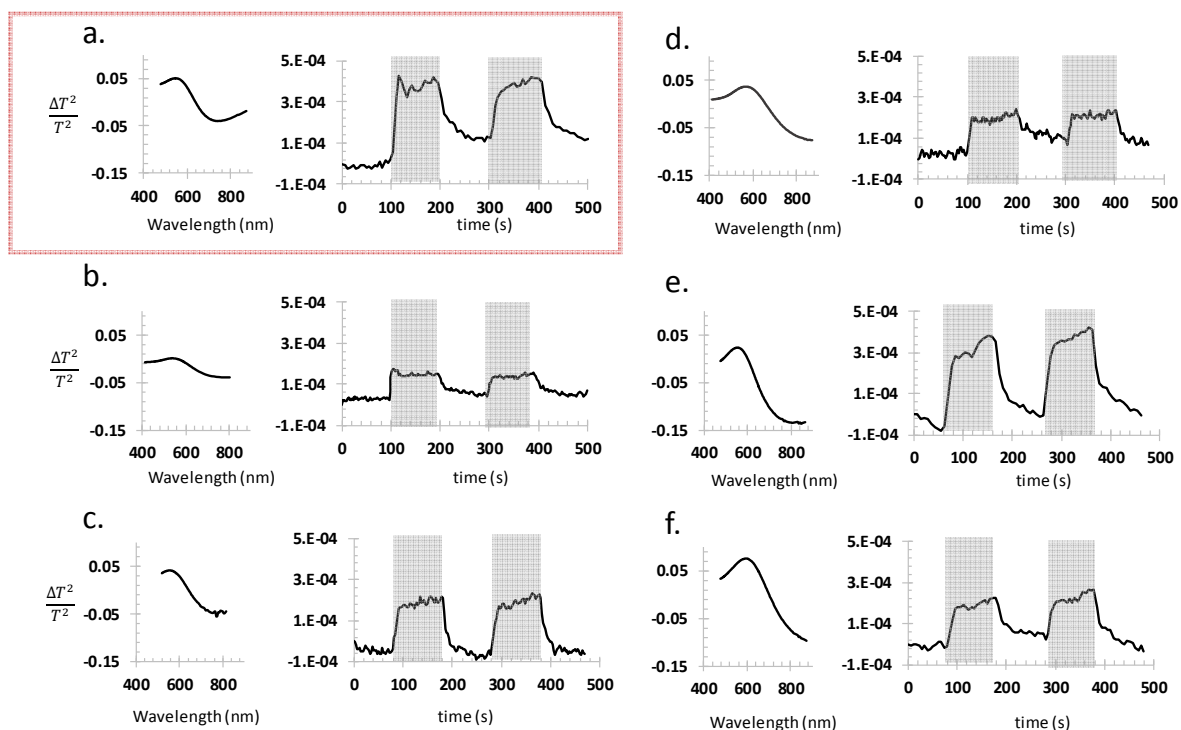 a.
ΔT²
T²
0.05
-0.05
-0.15
400 600 800
Wavelength (nm)
5.E-04
3.E-04
1.E-04
-1.E-04
0 100 200 300 400 500
time (s)
d.
0.05
-0.05
-0.15
400 600 800
Wavelength (nm)
5.E-04
3.E-04
1.E-04
-1.E-04
0 100 200 300 400 500
time (s)
b.
ΔT²
T²
0.05
-0.05
-0.15
400 600 800
Wavelength (nm)
5.E-04
3.E-04
1.E-04
-1.E-04
0 100 200 300 400 500
time (s)
e.
0.05
-0.05
-0.15
400 600 800
Wavelength (nm)
5.E-04
3.E-04
1.E-04
-1.E-04
0 100 200 300 400 500
time (s)
c.
ΔT²
T²
0.05
-0.05
-0.15
400 600 800
Wavelength (nm)
5.E-04
3.E-04
1.E-04
-1.E-04
0 100 200 300 400 500
time (s)
f.
0.05
-0.05
-0.15
400 600 800
Wavelength (nm)
5.E-04
3.E-04
1.E-04
-1.E-04
0 100 200 300 400 500
time (s)